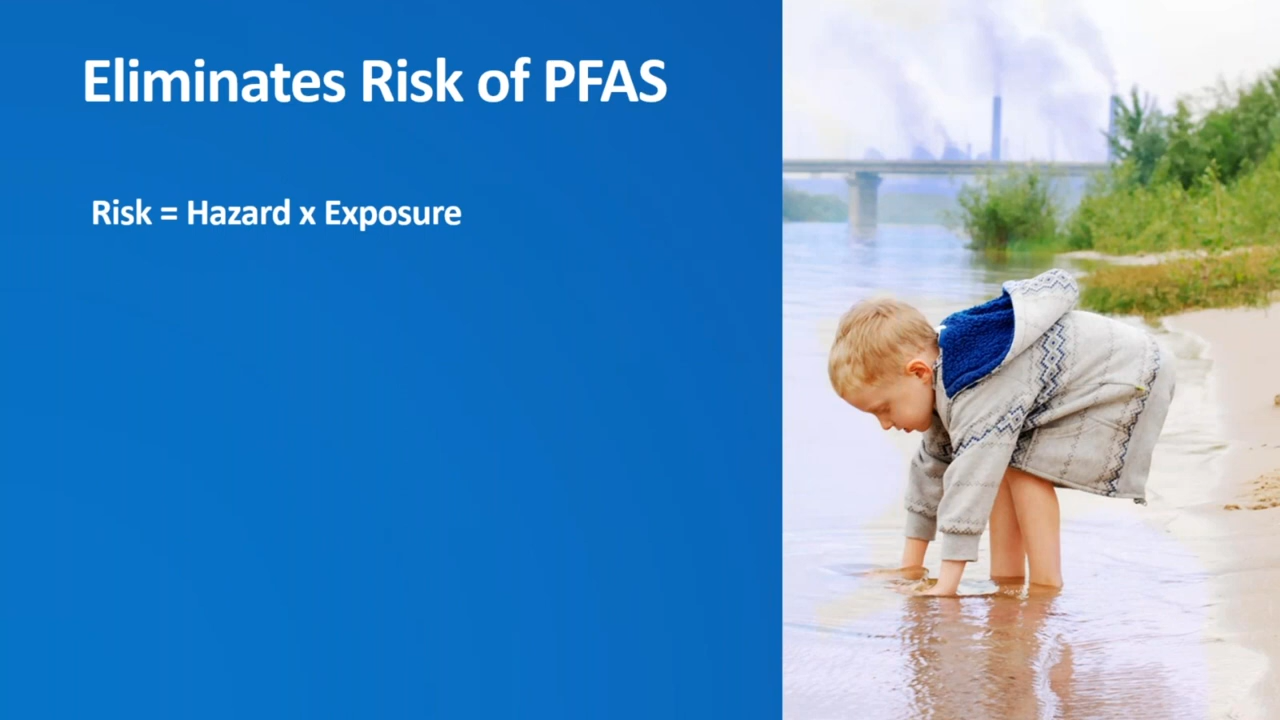 Eliminates Risk of PFAS
Risk = Hazard x Exposure